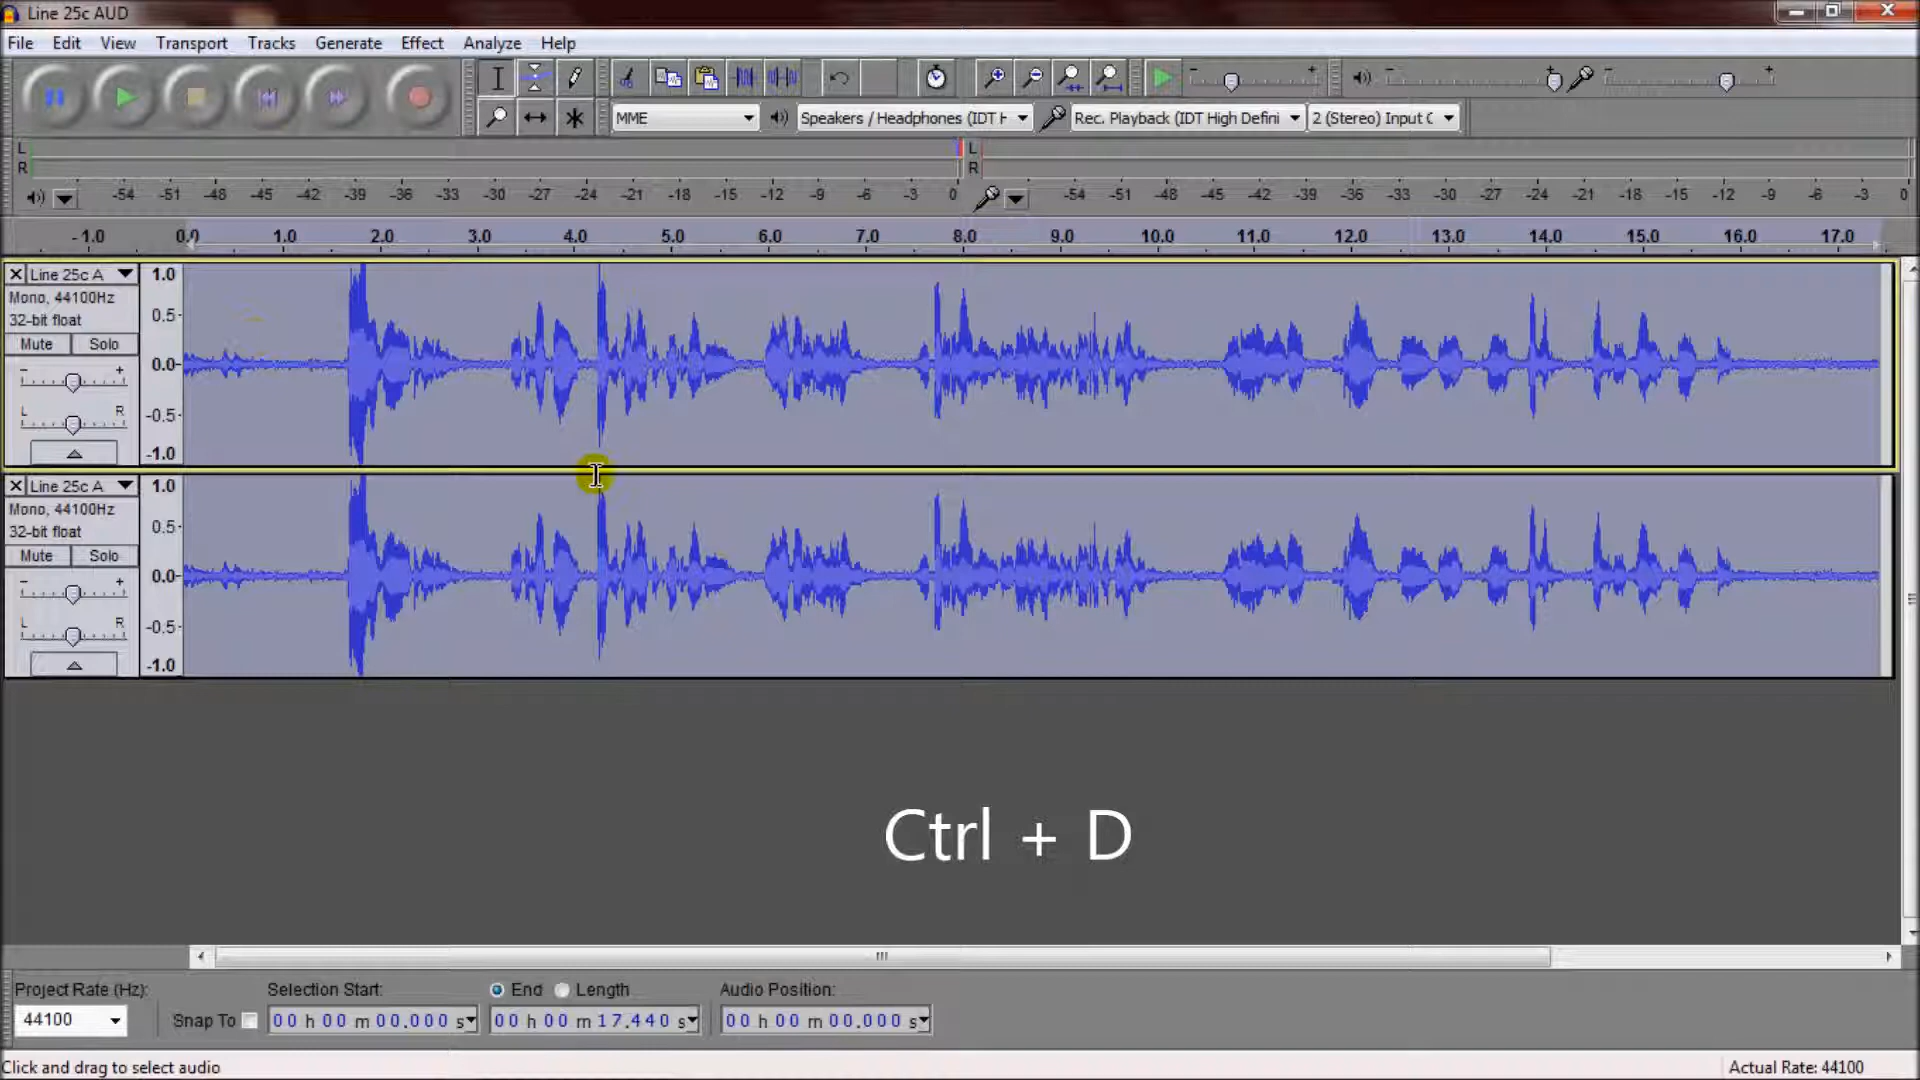 Line 25c AUD
File Edit View Transport Tracks Generate Effect Analyze Help
MME Speakers / Headphones (IDT H Rec. Playback (IDT High Defini 2 (Stereo) Input C
L L
R R
-54 -51 -48 -45 -42 -39 -36 -33 -30 -27 -24 -21 -18 -15 -12 -9 -6 -3 0 -54 -51 -48 -45 -42 -39 -36 -33 -30 -27 -24 -21 -18 -15 -12 -9 -6 -3 0
-1.0 0.0 1.0 2.0 3.0 4.0 5.0 6.0 7.0 8.0 9.0 10.0 11.0 12.0 13.0 14.0 15.0 16.0 17.0
Line 25c A 1.0
Mono, 44100Hz
32-bit float 0.5
Mute Solo
- + 0.0
L R -0.5
-1.0
Line 25c A 1.0
Mono, 44100Hz
32-bit float 0.5
Mute Solo
- + 0.0
L R -0.5
-1.0
Ctrl + D
Project Rate (Hz): Selection Start: End Length Audio Position:
44100 Snap To 00 h 00 m 00.000 s 00 h 00 m 17.440 s 00 h 00 m 00.000 s
Click and drag to select audio Actual Rate: 44100